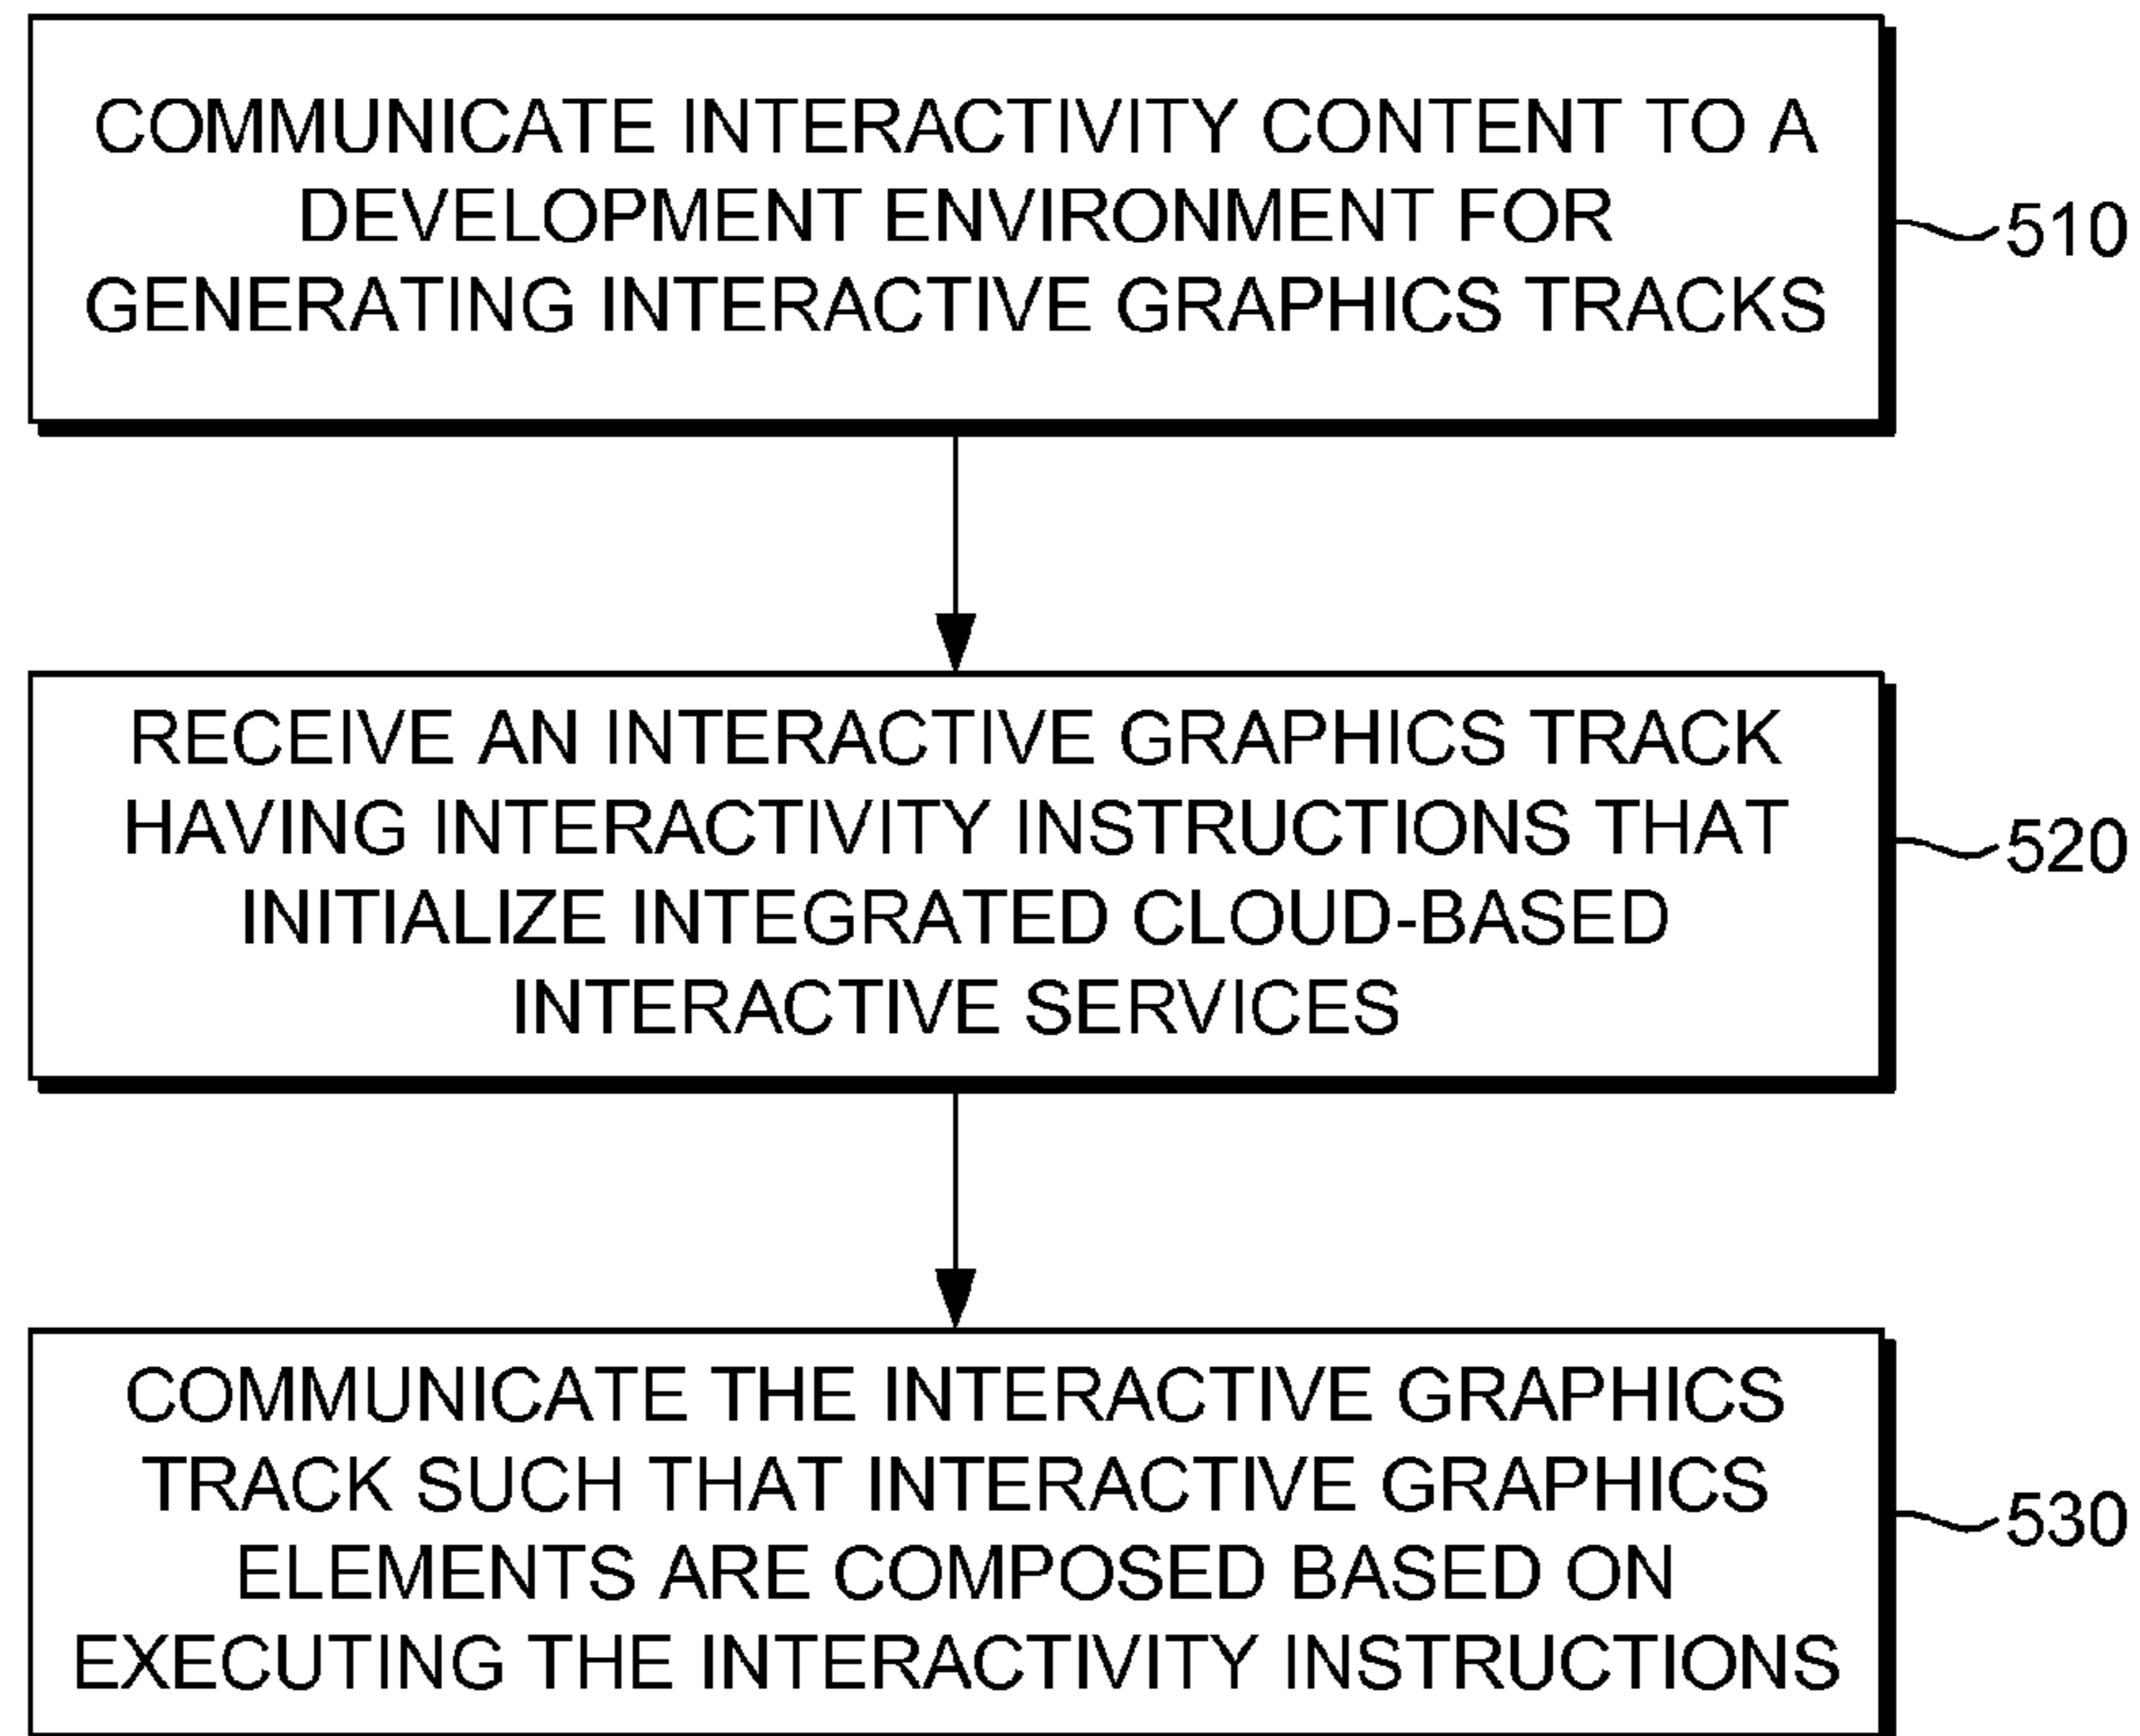 COMMUNICATE INTERACTIVITY CONTENT TO A
DEVELOPMENT ENVIRONMENT FOR
GENERATING INTERACTIVE GRAPHICS TRACKS
510
RECEIVE AN INTERACTIVE GRAPHICS TRACK
HAVING INTERACTIVITY INSTRUCTIONS THAT
INITIALIZE INTEGRATED CLOUD-BASED
INTERACTIVE SERVICES
520
COMMUNICATE THE INTERACTIVE GRAPHICS
TRACK SUCH THAT INTERACTIVE GRAPHICS
ELEMENTS ARE COMPOSED BASED ON
EXECUTING THE INTERACTIVITY INSTRUCTIONS
530